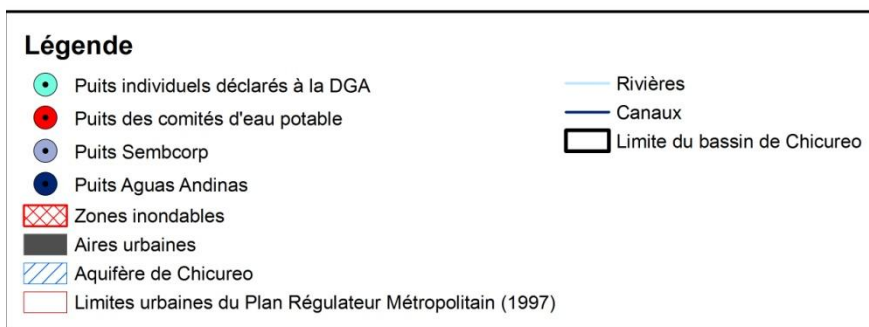 Légende
Puits individuels déclarés à la DGA
Puits des comités d'eau potable
Puits Sembcorp
Puits Aguas Andinas
Zones inondables
Aires urbaines
Aquifère de Chicureo
Limites urbaines du Plan Régulateur Métropolitain (1997)
Rivières
Canaux
Limite du bassin de Chicureo